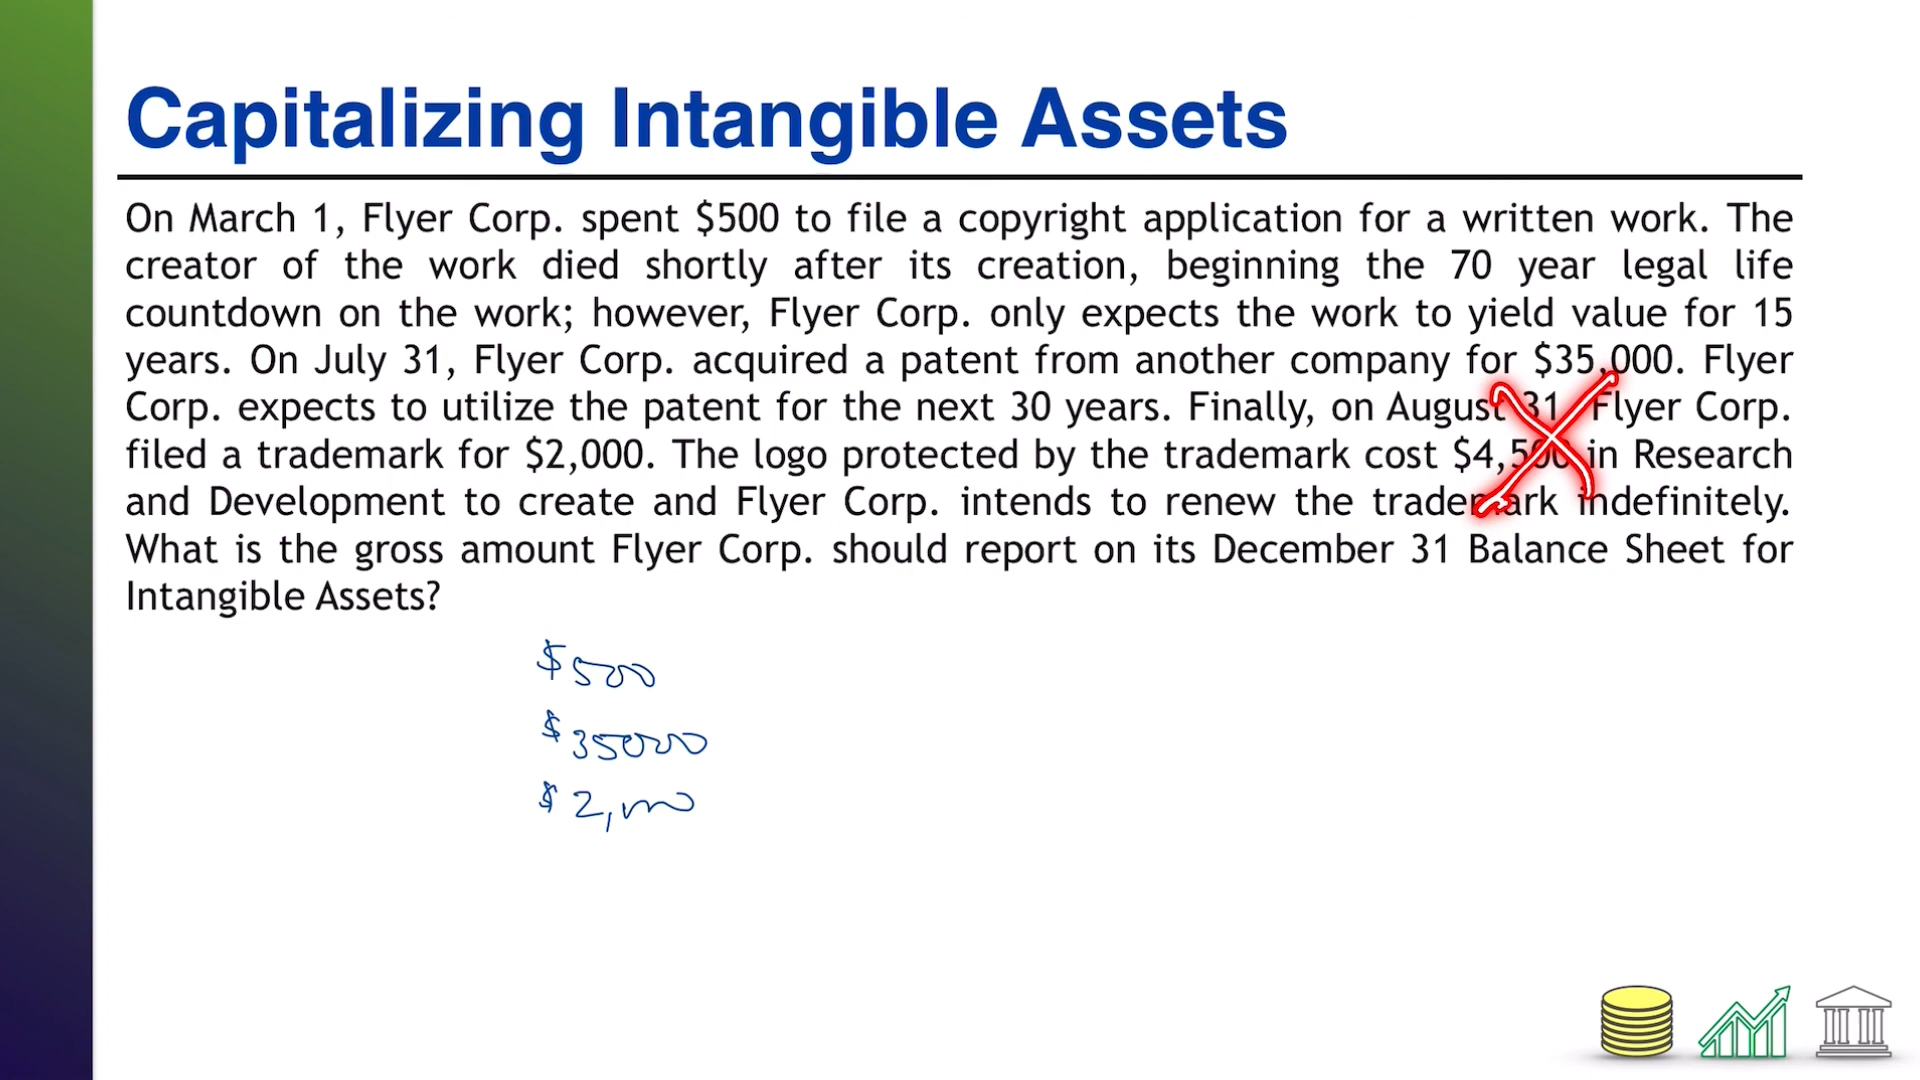 Capitalizing Intangible Assets
On March 1, Flyer Corp. spent $500 to file a copyright application for a written work. The
creator of the work died shortly after its creation, beginning the 70 year legal life
countdown on the work; however, Flyer Corp. only expects the work to yield value for 15
years. On July 31, Flyer Corp. acquired a patent from another company for $35,000. Flyer
Corp. expects to utilize the patent for the next 30 years. Finally, on August 31, Flyer Corp.
filed a trademark for $2,000. The logo protected by the trademark cost $4,500 in Research
and Development to create and Flyer Corp. intends to renew the trademark indefinitely.
What is the gross amount Flyer Corp. should report on its December 31 Balance Sheet for
Intangible Assets?
$500
$35000
$2,000